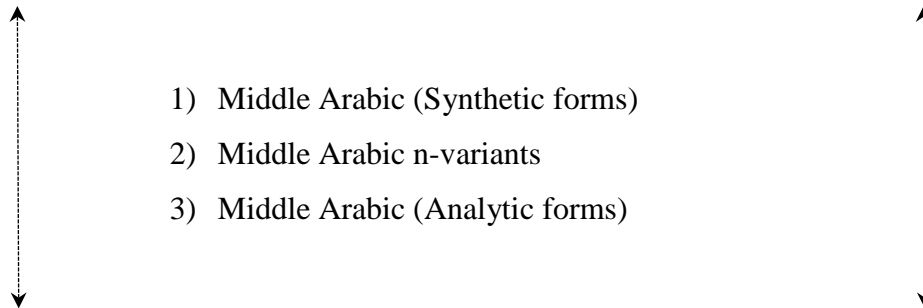 1) Middle Arabic (Synthetic forms)
2) Middle Arabic n-variants
3) Middle Arabic (Analytic forms)